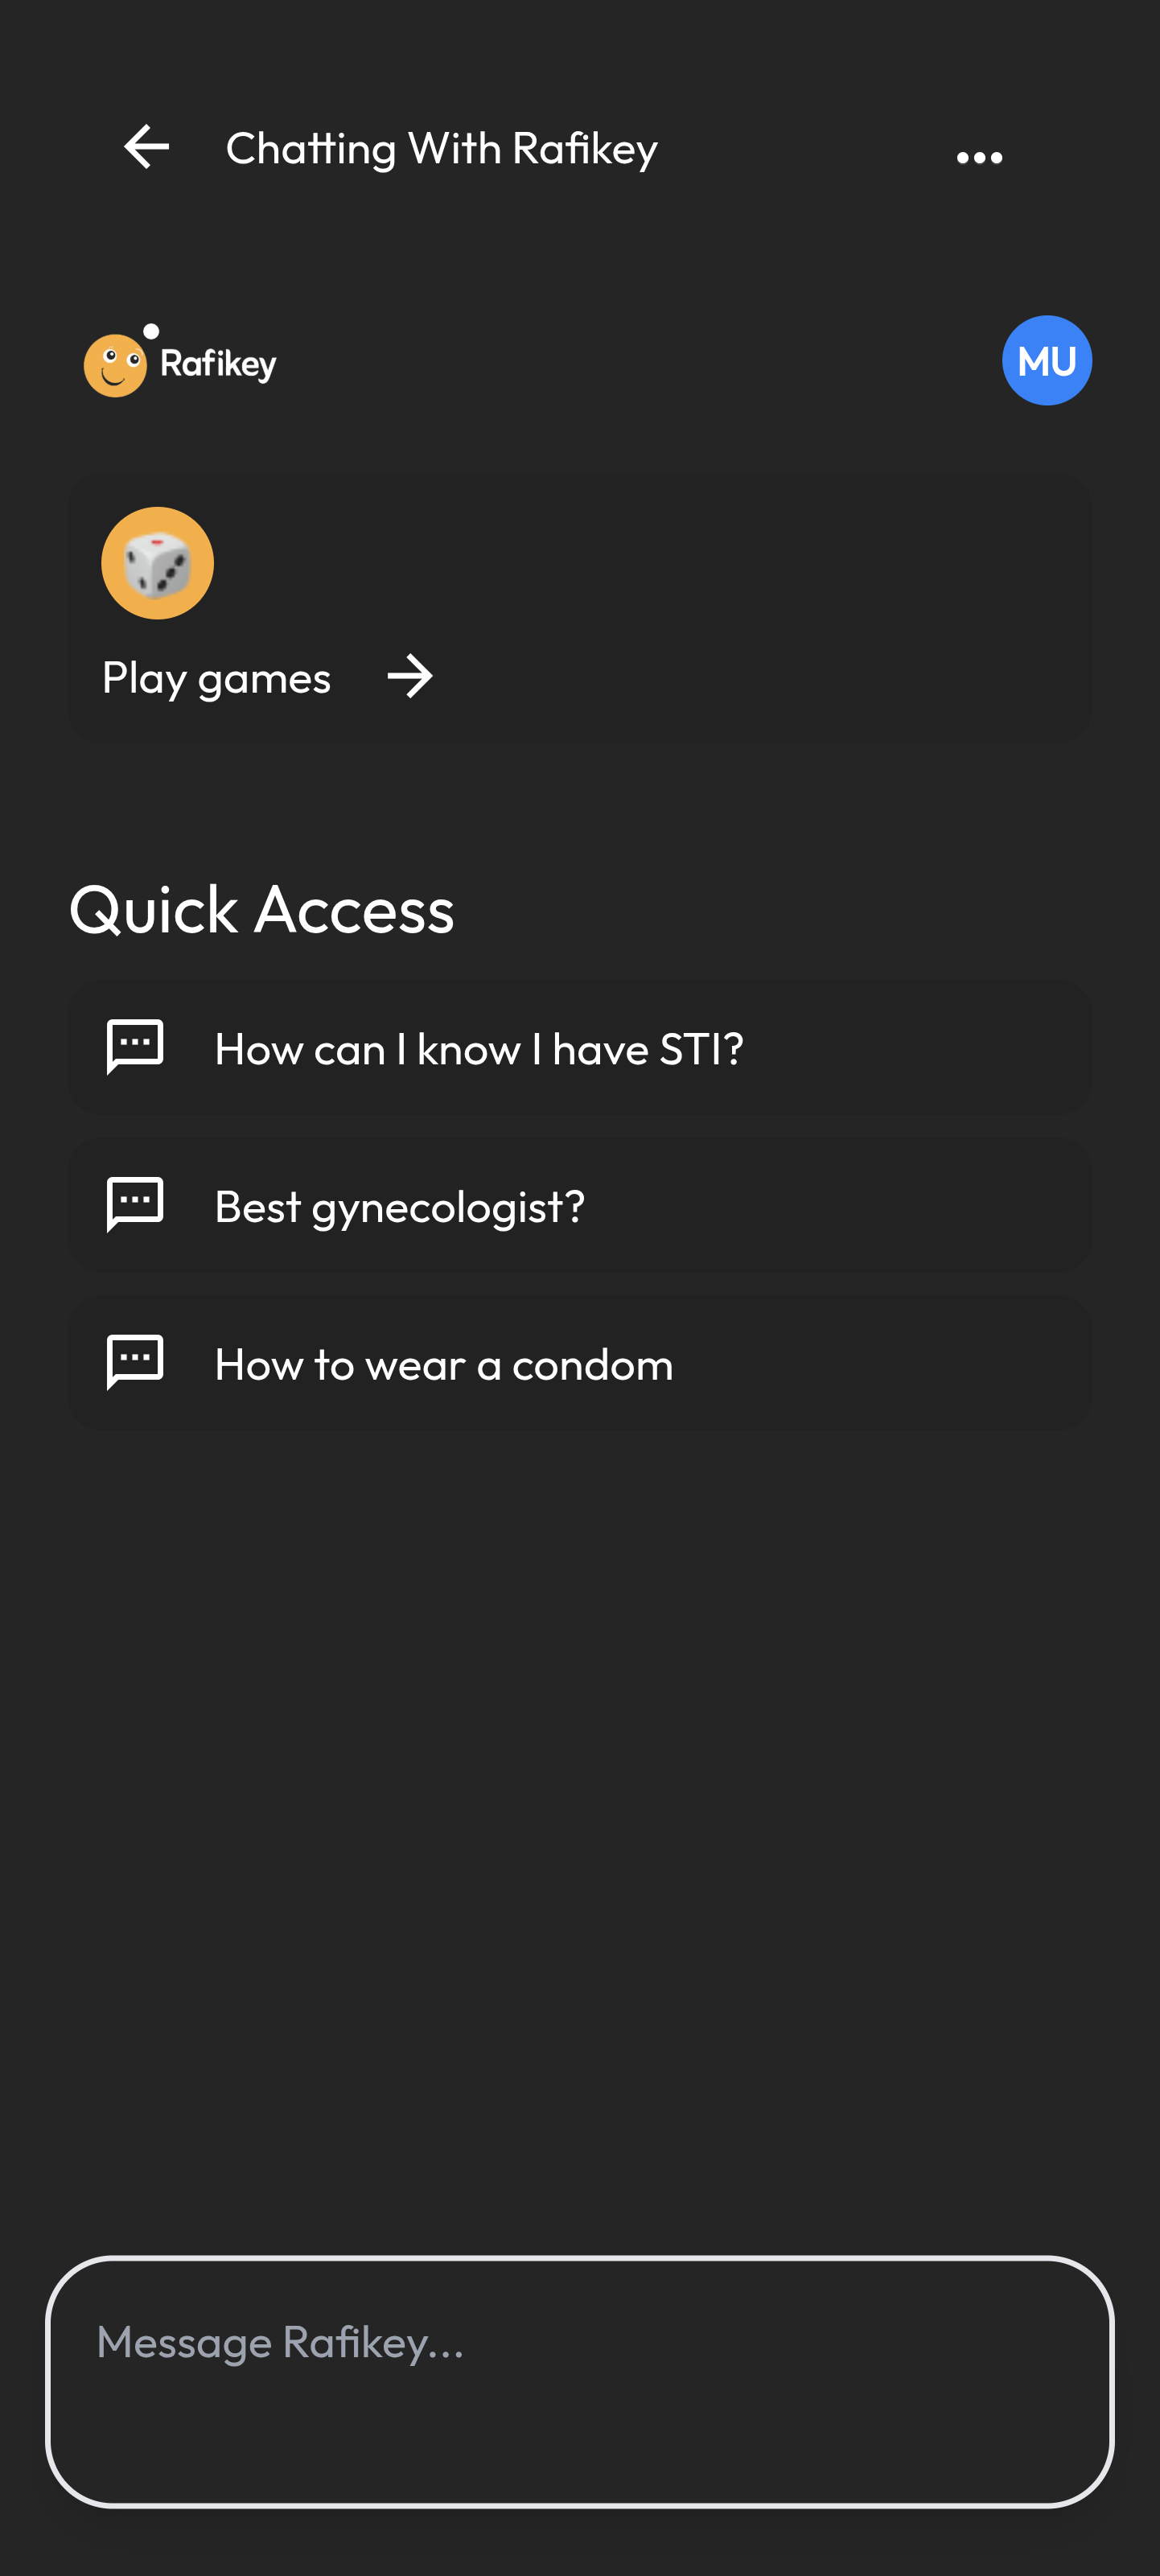 Chatting With Rafikey
Rafikey
MU
Play games
Quick Access
How can I know I have STI?
Best gynecologist?
How to wear a condom
Message Rafikey...